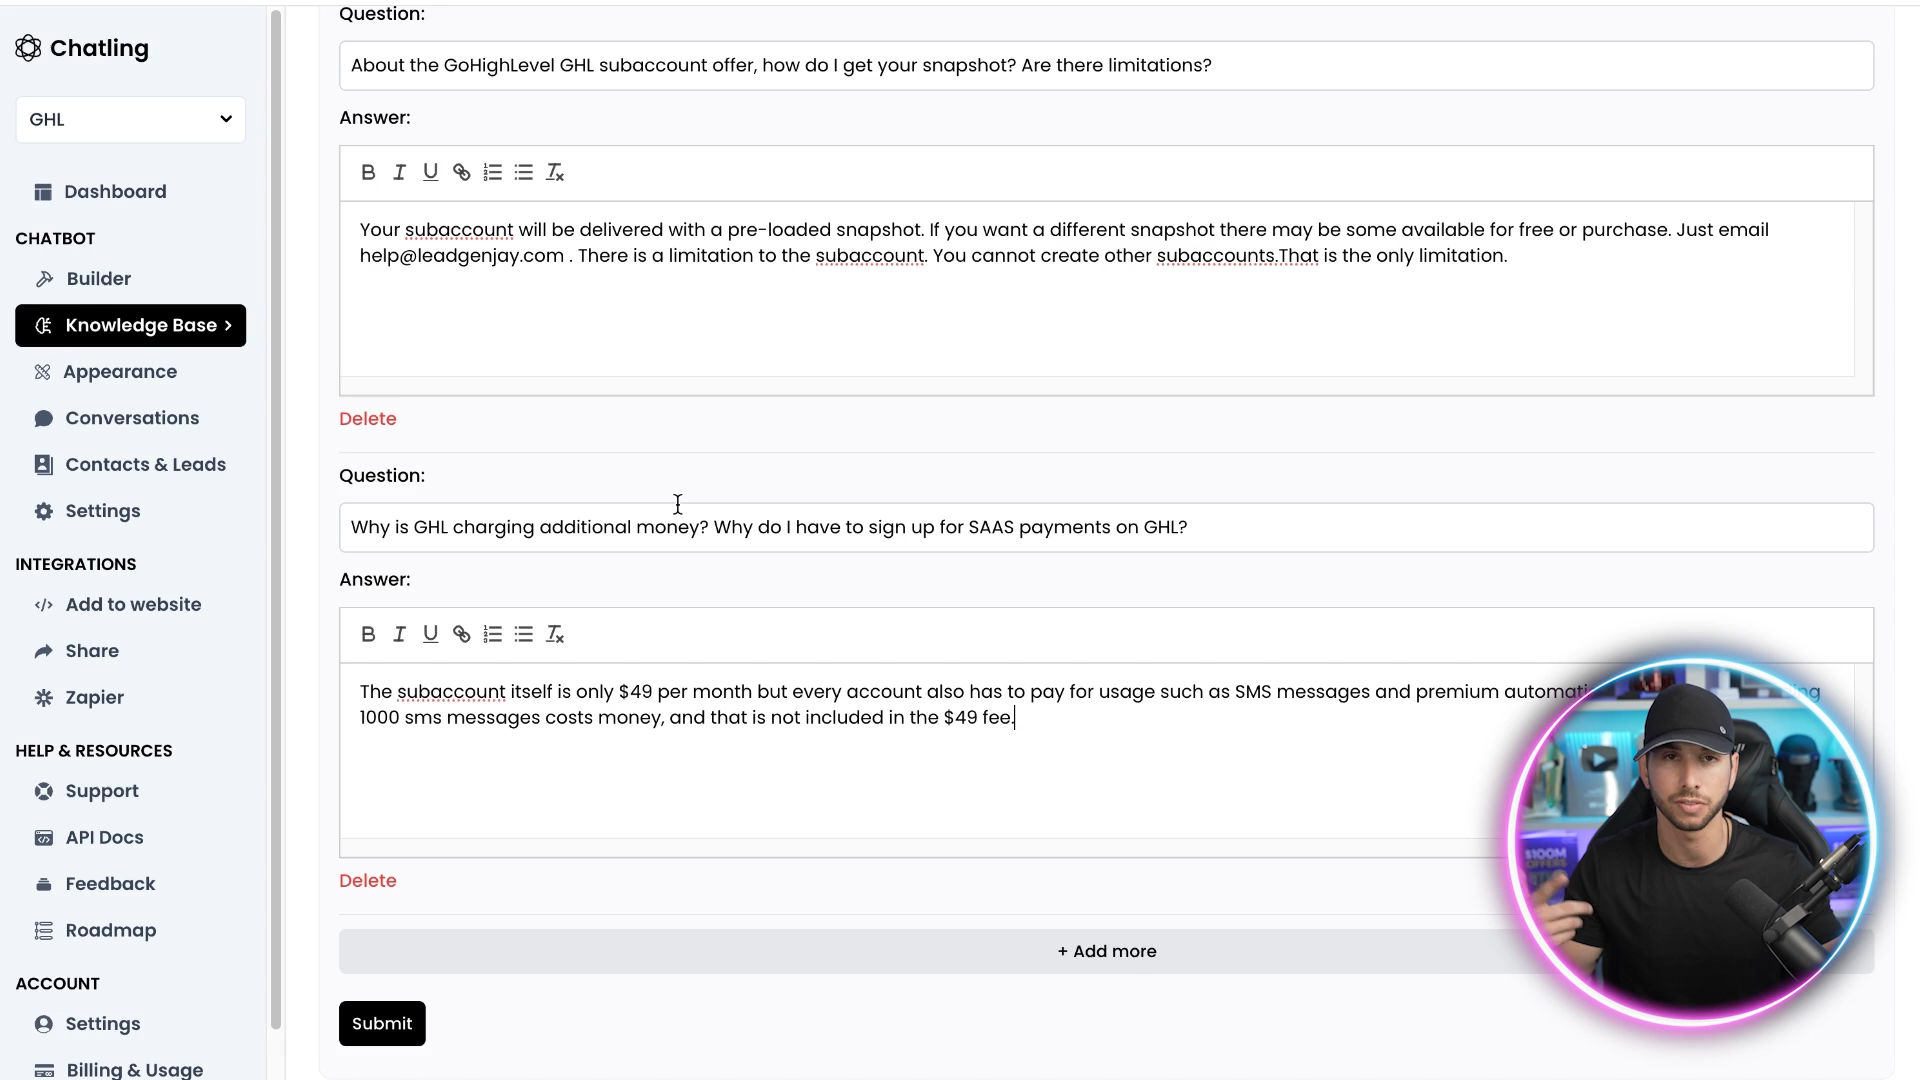 Chatling
GHL
Dashboard
CHATBOT
Builder
Knowledge Base
Appearance
Conversations
Contacts & Leads
Settings
INTEGRATIONS
Add to website
Share
Zapier
HELP & RESOURCES
Support
API Docs
Feedback
Roadmap
ACCOUNT
Settings
Billing & Usage
Question:
About the GoHighLevel GHL subaccount offer, how do I get your snapshot? Are there limitations?
Answer:
B I U
Your subaccount will be delivered with a pre-loaded snapshot. If you want a different snapshot there may be some available for free or purchase. Just email
help@leadgenjay.com . There is a limitation to the subaccount. You cannot create other subaccounts.That is the only limitation.
Delete
Question:
Why is GHL charging additional money? Why do I have to sign up for SAAS payments on GHL?
Answer:
B I U
The subaccount itself is only $49 per month but every account also has to pay for usage such as SMS messages and premium
1000 sms messages costs money, and that is not included in the $49 fee.
Delete
+ Add more
Submit
$100M
OFFERS